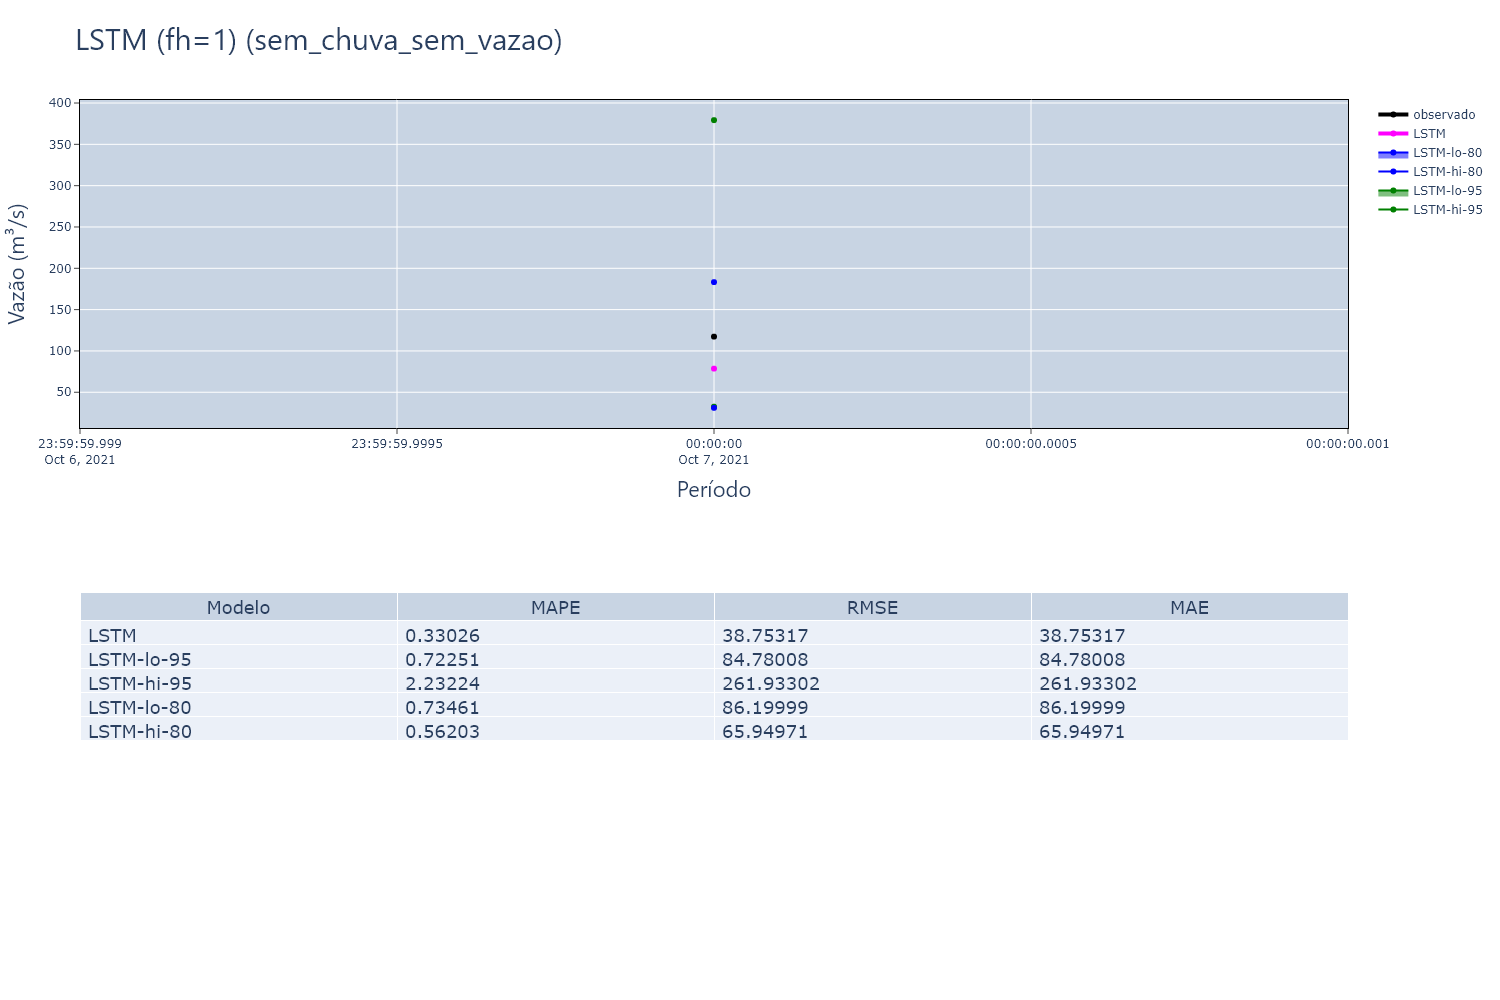 LSTM (fh=1) (sem_chuva_sem_vazao)
400
350
300
250
200
150
100
50
Vazão (m³/s)
23:59:59.999
Oct 6, 2021
23:59:59.9995
00:00:00
Oct 7, 2021
00:00:00.0005
00:00:00.001
Período
observado
LSTM
LSTM-lo-80
LSTM-hi-80
LSTM-lo-95
LSTM-hi-95
Modelo MAPE RMSE MAE
LSTM 0.33026 38.75317 38.75317
LSTM-lo-95 0.72251 84.78008 84.78008
LSTM-hi-95 2.23224 261.93302 261.93302
LSTM-lo-80 0.73461 86.19999 86.19999
LSTM-hi-80 0.56203 65.94971 65.94971